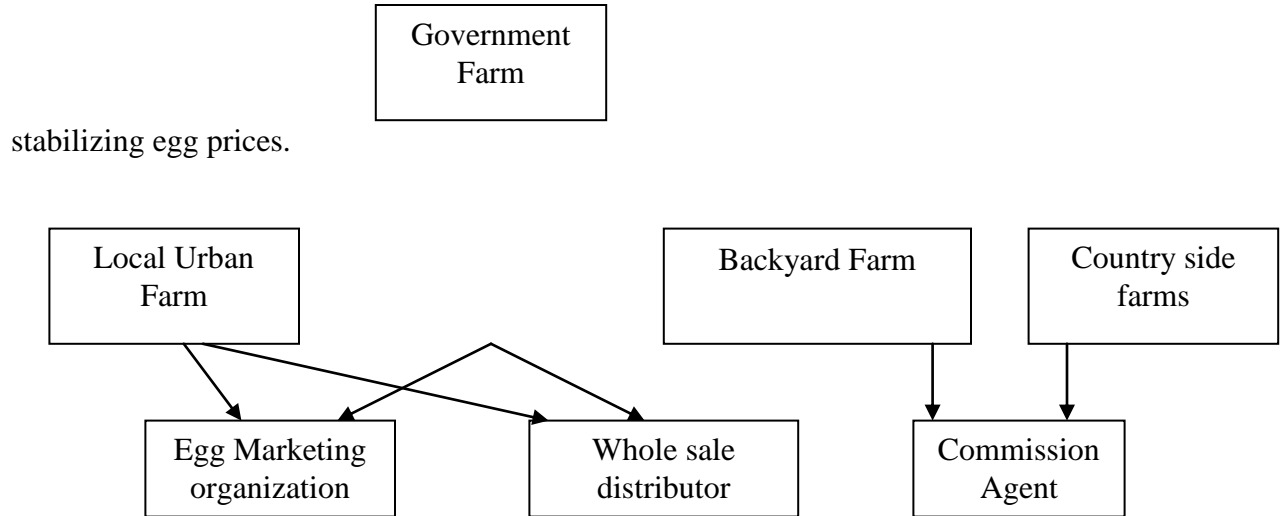 Government
Farm
stabilizing egg prices.
Local Urban
Farm
Backyard Farm
Country side
farms
Egg Marketing
organization
Whole sale
distributor
Commission
Agent